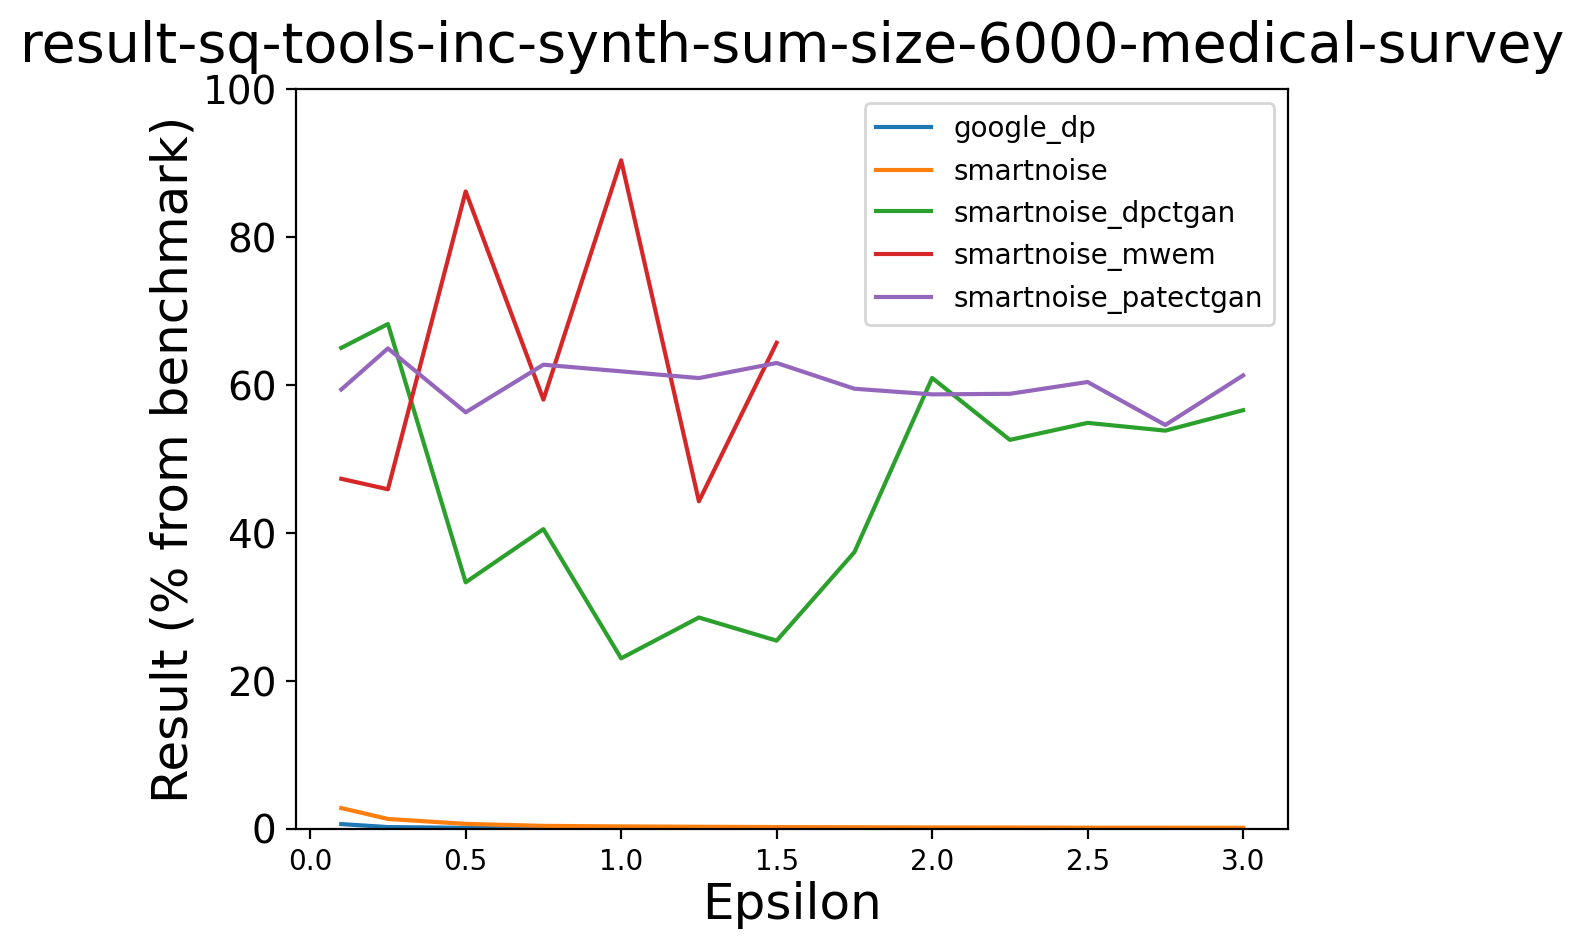 result-sq-tools-inc-synth-sum-size-6000-medical-survey
Result (% from benchmark)
100
80
60
40
20
0
google_dp
smartnoise
smartnoise_dpctgan
smartnoise_mwem
smartnoise_patectgan
0.0 0.5 1.0 1.5 2.0 2.5 3.0
Epsilon